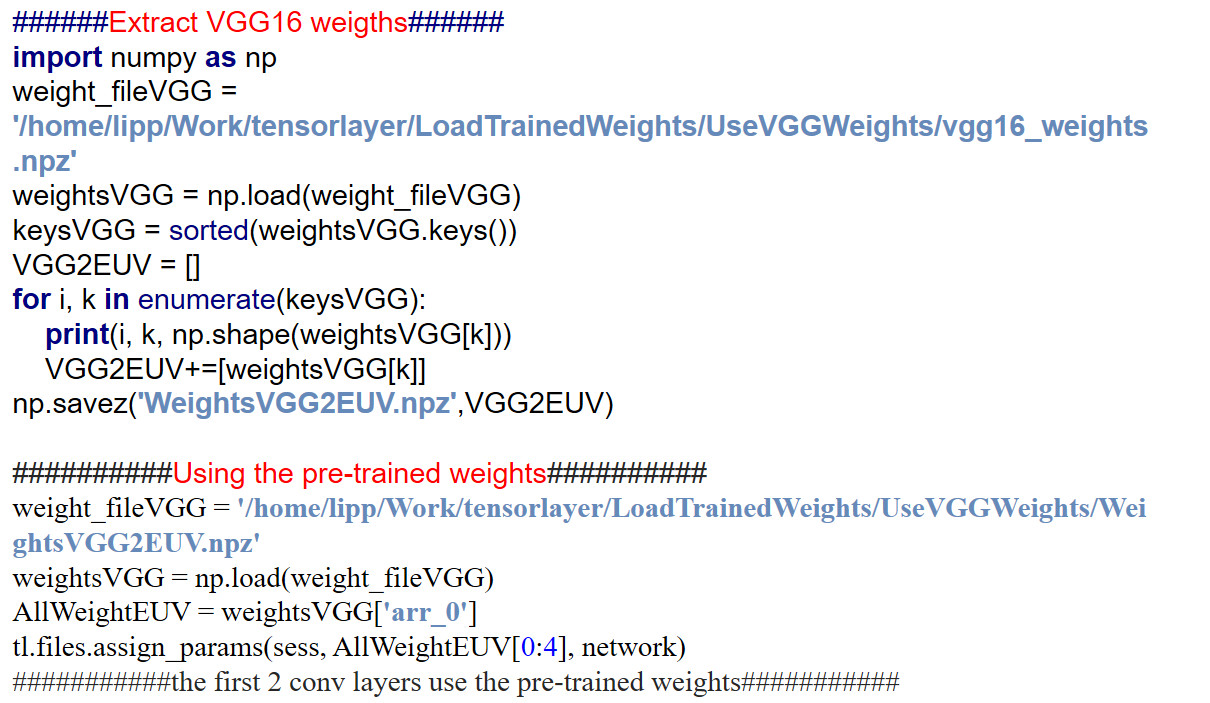 ######Extract VGG16 weigths######
import numpy as np
weight_fileVGG =
'/home/lipp/Work/tensorlayer/LoadTrainedWeights/UseVGGWeights/vgg16_weights
.npz'
weightsVGG = np.load(weight_fileVGG)
keysVGG = sorted(weightsVGG.keys())
VGG2EUV = []
for i, k in enumerate(keysVGG):
    print(i, k, np.shape(weightsVGG[k]))
    VGG2EUV+=[weightsVGG[k]]
np.savez('WeightsVGG2EUV.npz',VGG2EUV)

##########Using the pre-trained weights##########
weight_fileVGG = '/home/lipp/Work/tensorlayer/LoadTrainedWeights/UseVGGWeights/Wei
ghtsVGG2EUV.npz'
weightsVGG = np.load(weight_fileVGG)
AllWeightEUV = weightsVGG['arr_0']
tl.files.assign_params(sess, AllWeightEUV[0:4], network)
###########the first 2 conv layers use the pre-trained weights###########